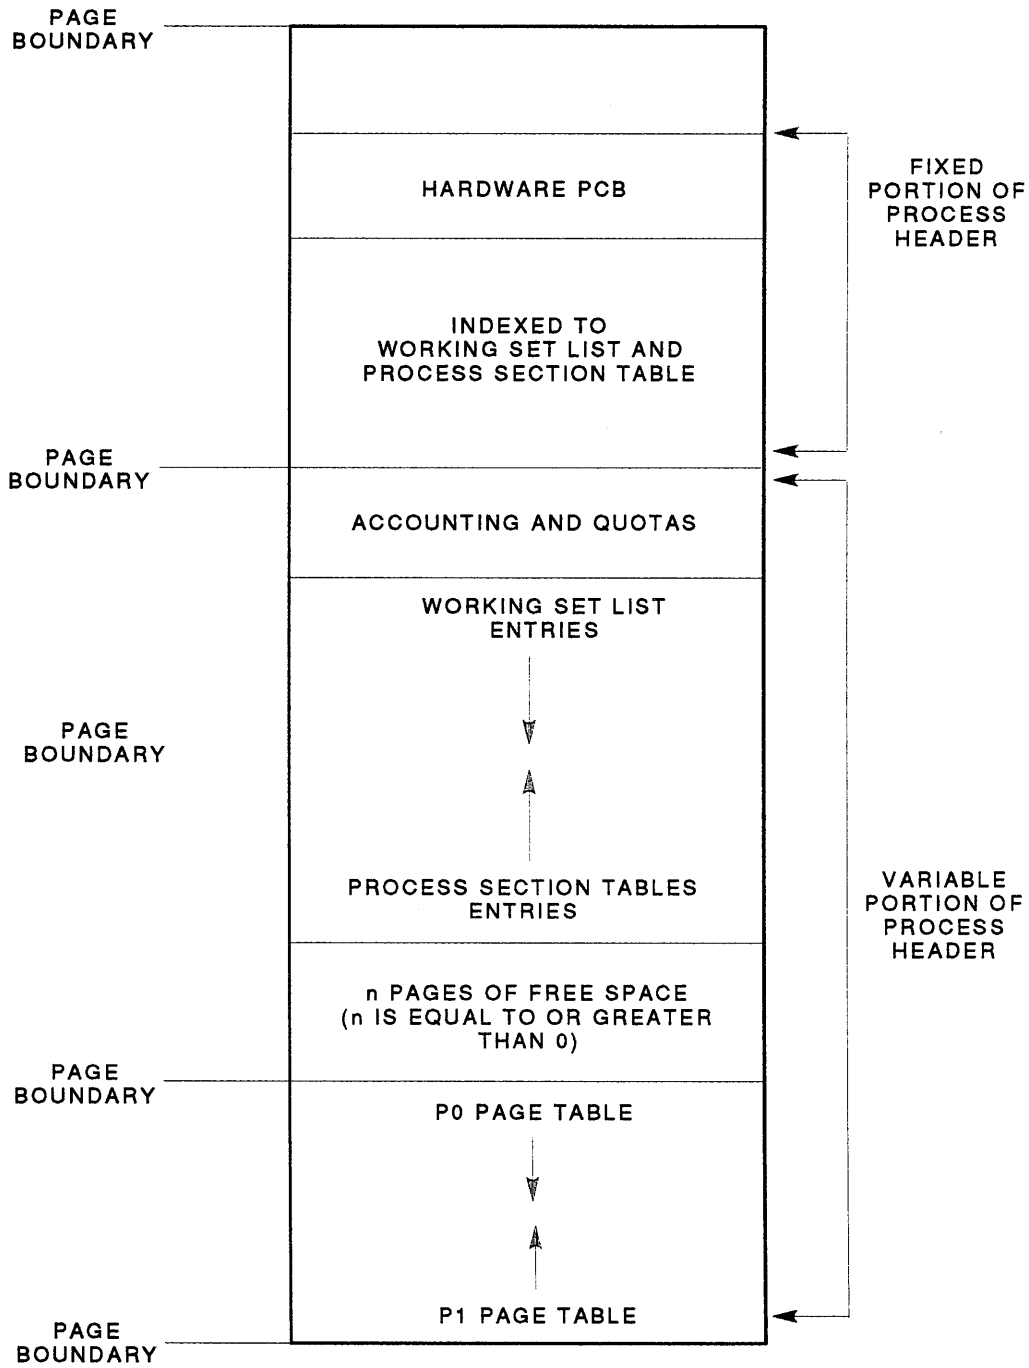 PAGE
BOUNDARY
HARDWARE PCB
FIXED
PORTION OF
PROCESS
HEADER
INDEXED TO
WORKING SET LIST AND
PROCESS SECTION TABLE
PAGE
BOUNDARY
ACCOUNTING AND QUOTAS
WORKING SET LIST
ENTRIES
PAGE
BOUNDARY
PROCESS SECTION TABLES
ENTRIES
VARIABLE
PORTION OF
PROCESS
HEADER
n PAGES OF FREE SPACE
(n IS EQUAL TO OR GREATER
THAN 0)
PAGE
BOUNDARY
P0 PAGE TABLE
P1 PAGE TABLE
PAGE
BOUNDARY